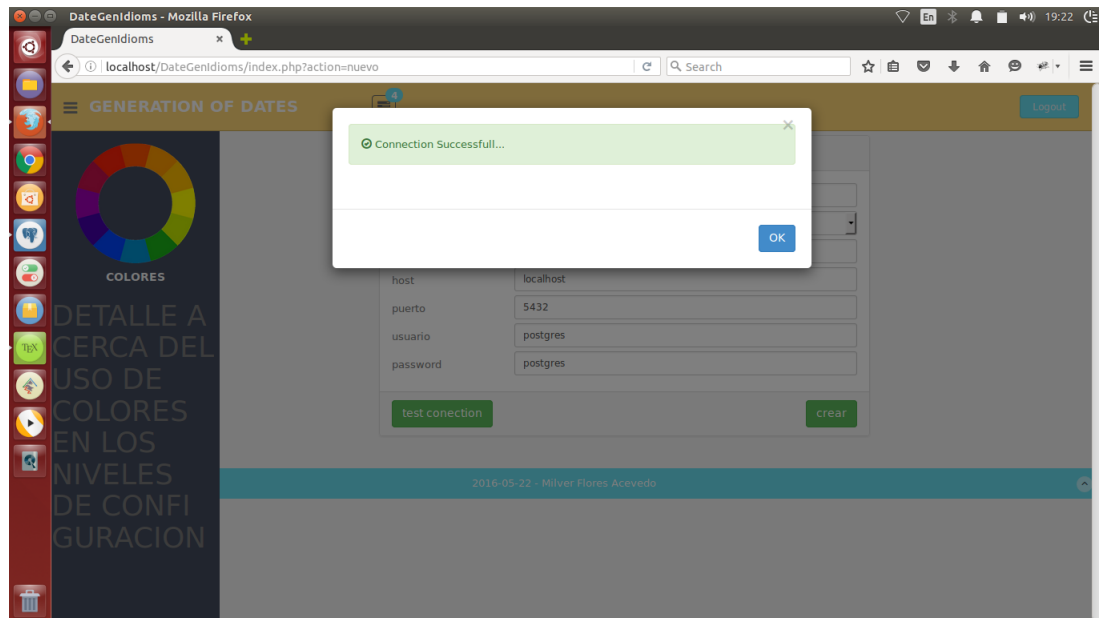 DateGenIdioms - Mozilla Firefox
En
19:22
DateGenIdioms
localhost/DateGenIdioms/index.php?action=nuevo
Search
GENERATION OF DATES
4
Logout
Connection Successfull...
OK
COLORES
DETALLE A
CERCA DEL
USO DE
COLORES
EN LOS
NIVELES
DE CONFI
GURACION
host
localhost
puerto
5432
usuario
postgres
password
postgres
test conection
crear
2016-05-22 - Milver Flores Acevedo
TEX